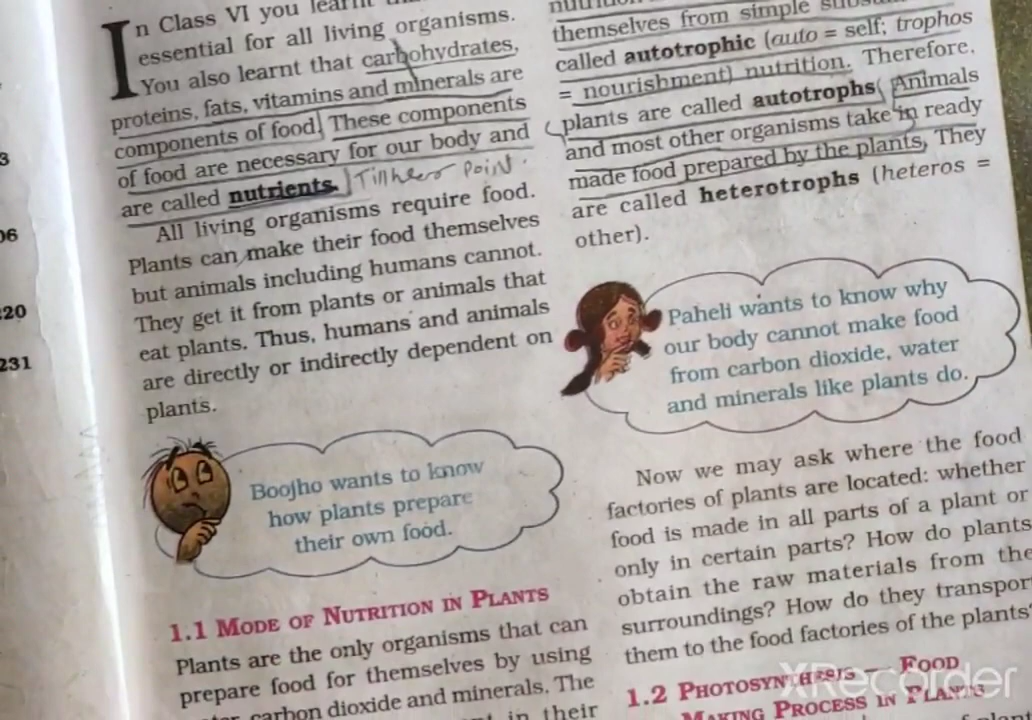 In Class VI you learnt
essential for all living organisms.
You also learnt that carbohydrates,
proteins, fats, vitamins and minerals are
components of food. These components
of food are necessary for our body and
are called nutrients.
All living organisms require food.
Plants can make their food themselves
but animals including humans cannot.
They get it from plants or animals that
eat plants. Thus, humans and animals
are directly or indirectly dependent on
plants.
Boojho wants to know
how plants prepare
their own food.
1.1 MODE OF NUTRITION IN PLANTS
Plants are the only organisms that can
prepare food for themselves by using
carbon dioxide and minerals. The
in their
themselves from simple
called autotrophic (auto = self; trophos
= nourishment) nutrition. Therefore,
plants are called autotrophs. Animals
and most other organisms take in ready
made food prepared by the plants. They
are called heterotrophs (heteros =
other).
Paheli wants to know why
our body cannot make food
from carbon dioxide, water
and minerals like plants do.
Now we may ask where the food
factories of plants are located: whether
food is made in all parts of a plant or
only in certain parts? How do plants
obtain the raw materials from the
surroundings? How do they transport
them to the food factories of the plants
1.2 PHOTOSYNTHESIS — FOOD
MAKING PROCESS IN PLANTS
3
06
220
231
XRecorder